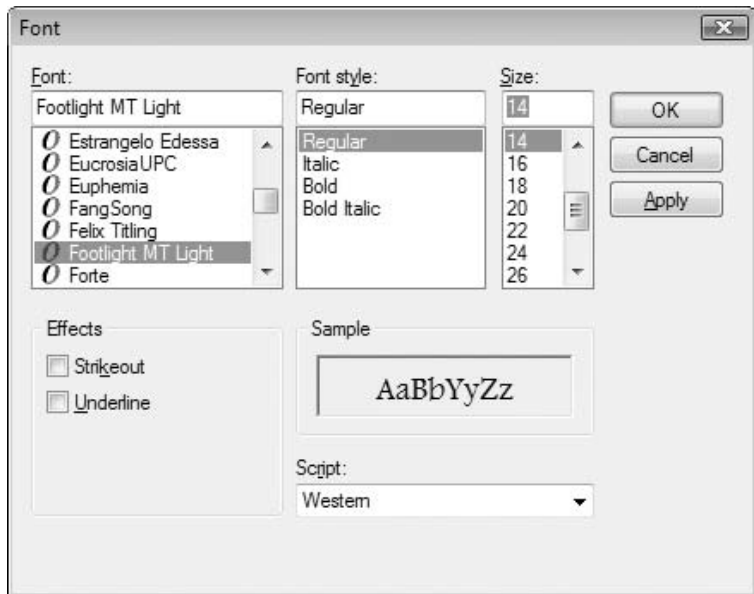 Font
Font:
Footlight MT Light
Estrangelo Edessa
EucrosiaUPC
Euphemia
FangSong
Felix Titling
Footlight MT Light
Forte
Font style:
Regular
Regular
Italic
Bold
Bold Italic
Size:
14
14
16
18
20
22
24
26
OK
Cancel
Apply
Effects
Strikeout
Underline
Sample
AaBbYyZz
Script:
Western